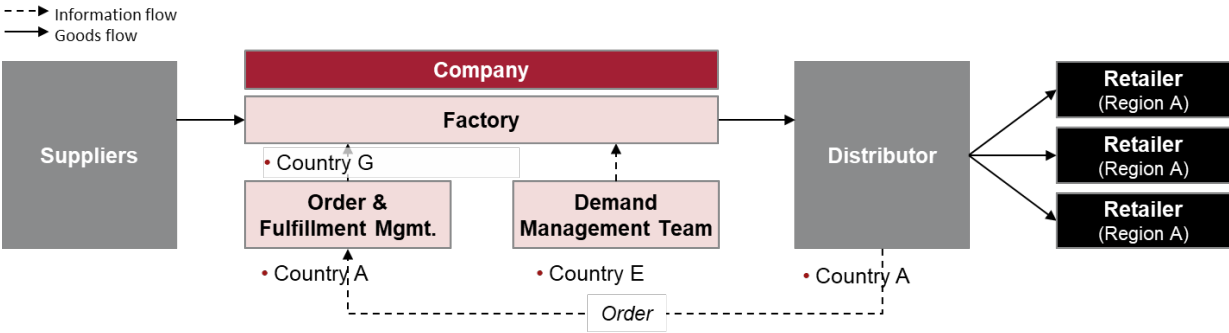 Information flow
Goods flow
Company
Factory
Suppliers
• Country G
Order &
Fulfillment Mgmt.
• Country A
Demand
Management Team
• Country E
Distributor
• Country A
Order
Retailer
(Region A)
Retailer
(Region A)
Retailer
(Region A)